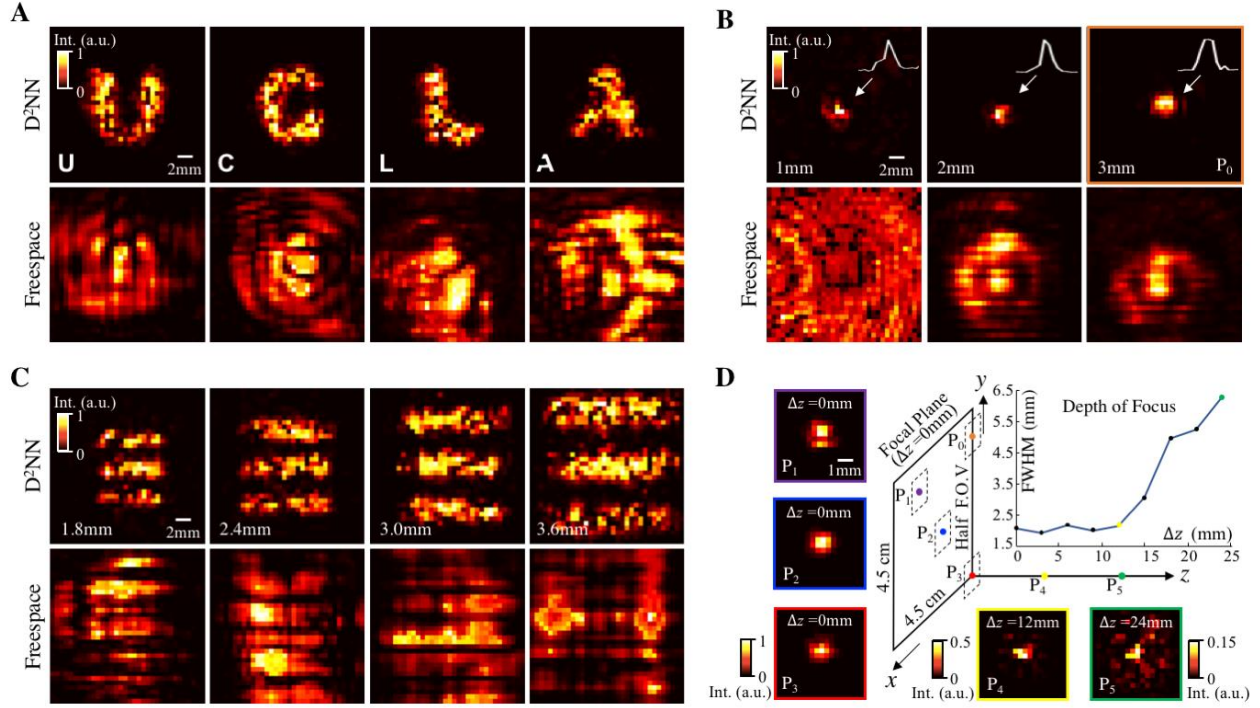 A
Int. (a.u.)
1
0
D²NN
U
2mm
C
L
A
Freespace
B
Int. (a.u.)
1
0
D²NN
1mm
2mm
2mm
3mm
P0
Freespace
C
Int. (a.u.)
1
0
D²NN
1.8mm
2mm
2.4mm
3.0mm
3.6mm
Freespace
D
Δz =0mm
P1
1mm
Δz =0mm
P2
Δz =0mm
P3
1
0
Int. (a.u.)
Focal Plane
(Δz =0mm)
y
P0
P1
P2
P3
Half F.O.V
4.5 cm
4.5 cm
x
z
P4
P5
Depth of Focus
FWHM (mm)
6.5
5.5
4.5
3.5
2.5
1.5
Δz (mm)
0 5 10 15 20 25
0.5
0
Int. (a.u.)
Δz =12mm
P4
Δz =24mm
P5
0.15
0
Int. (a.u.)